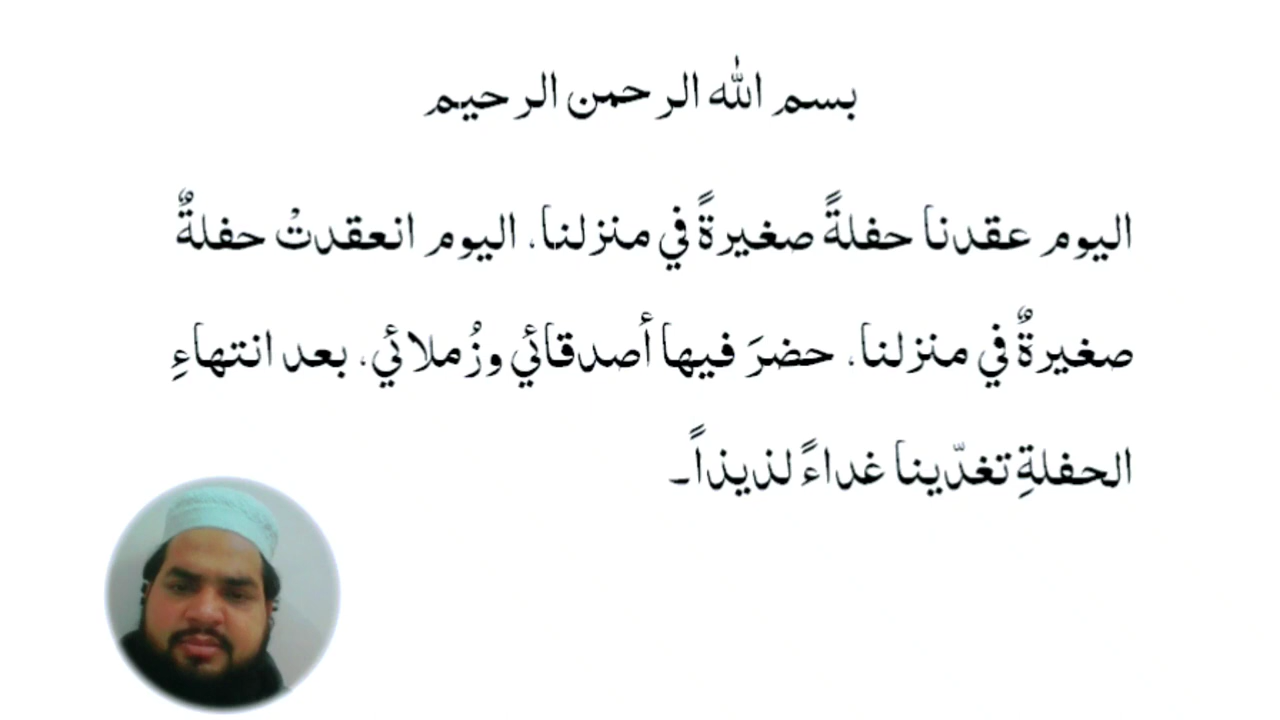 بسم الله الرحمن الرحيم
اليوم عقدنا حفلةً صغيرةً في منزلنا، اليوم انعقدتْ حفلةٌ
صغيرةٌ في منزلنا، حضرَ فيها أصدقائي وزُملائي، بعد انتهاءِ
الحفلةِ تغدّينا غداءً لذيذاً۔